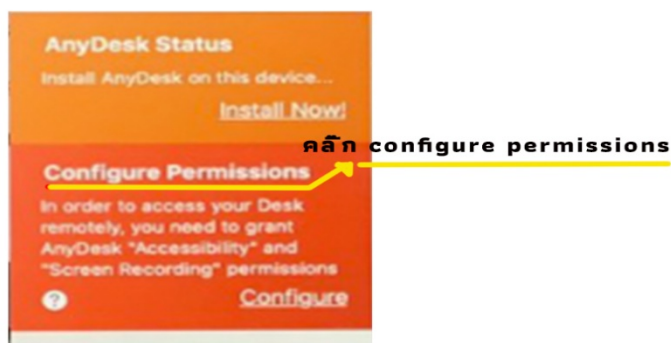 AnyDesk Status
Install AnyDesk on this device...
Install Now!
คลิ๊ก configure permissions
Configure Permissions
In order to access your Desk
remotely, you need to grant
AnyDesk "Accessibility" and
"Screen Recording" permissions
?
Configure